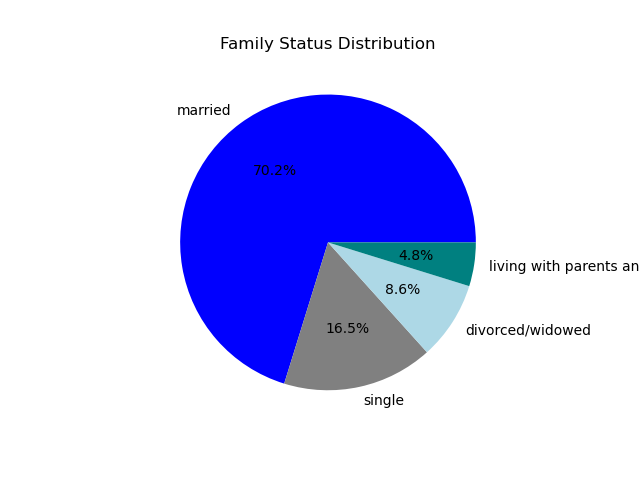 Family Status Distribution
married
70.2%
4.8%
living with parents an
8.6%
divorced/widowed
16.5%
single